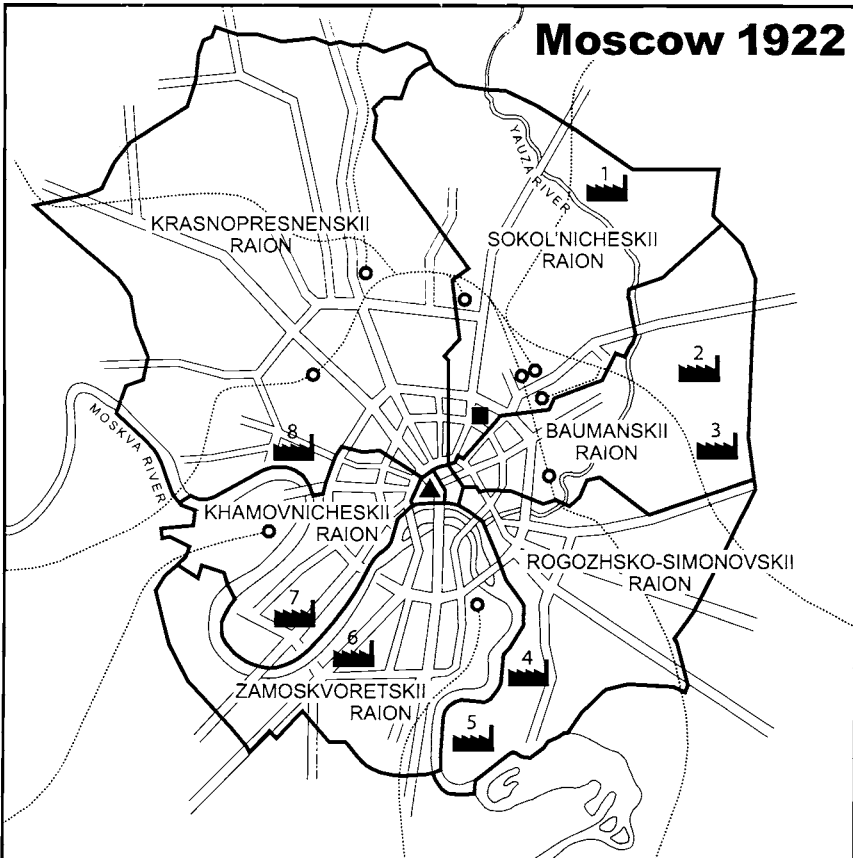 Moscow 1922
YAUZA RIVER
1
KRASNOPRESNENSKII
RAION
SOKOL'NICHESKII
RAION
2
MOSKVA RIVER
8
BAUMANSKII
RAION
3
KHAMOVNICHESKII
RAION
ROGOZHSKO-SIMONOVSKII
RAION
7
6
4
ZAMOSKVORETSKII
RAION
5